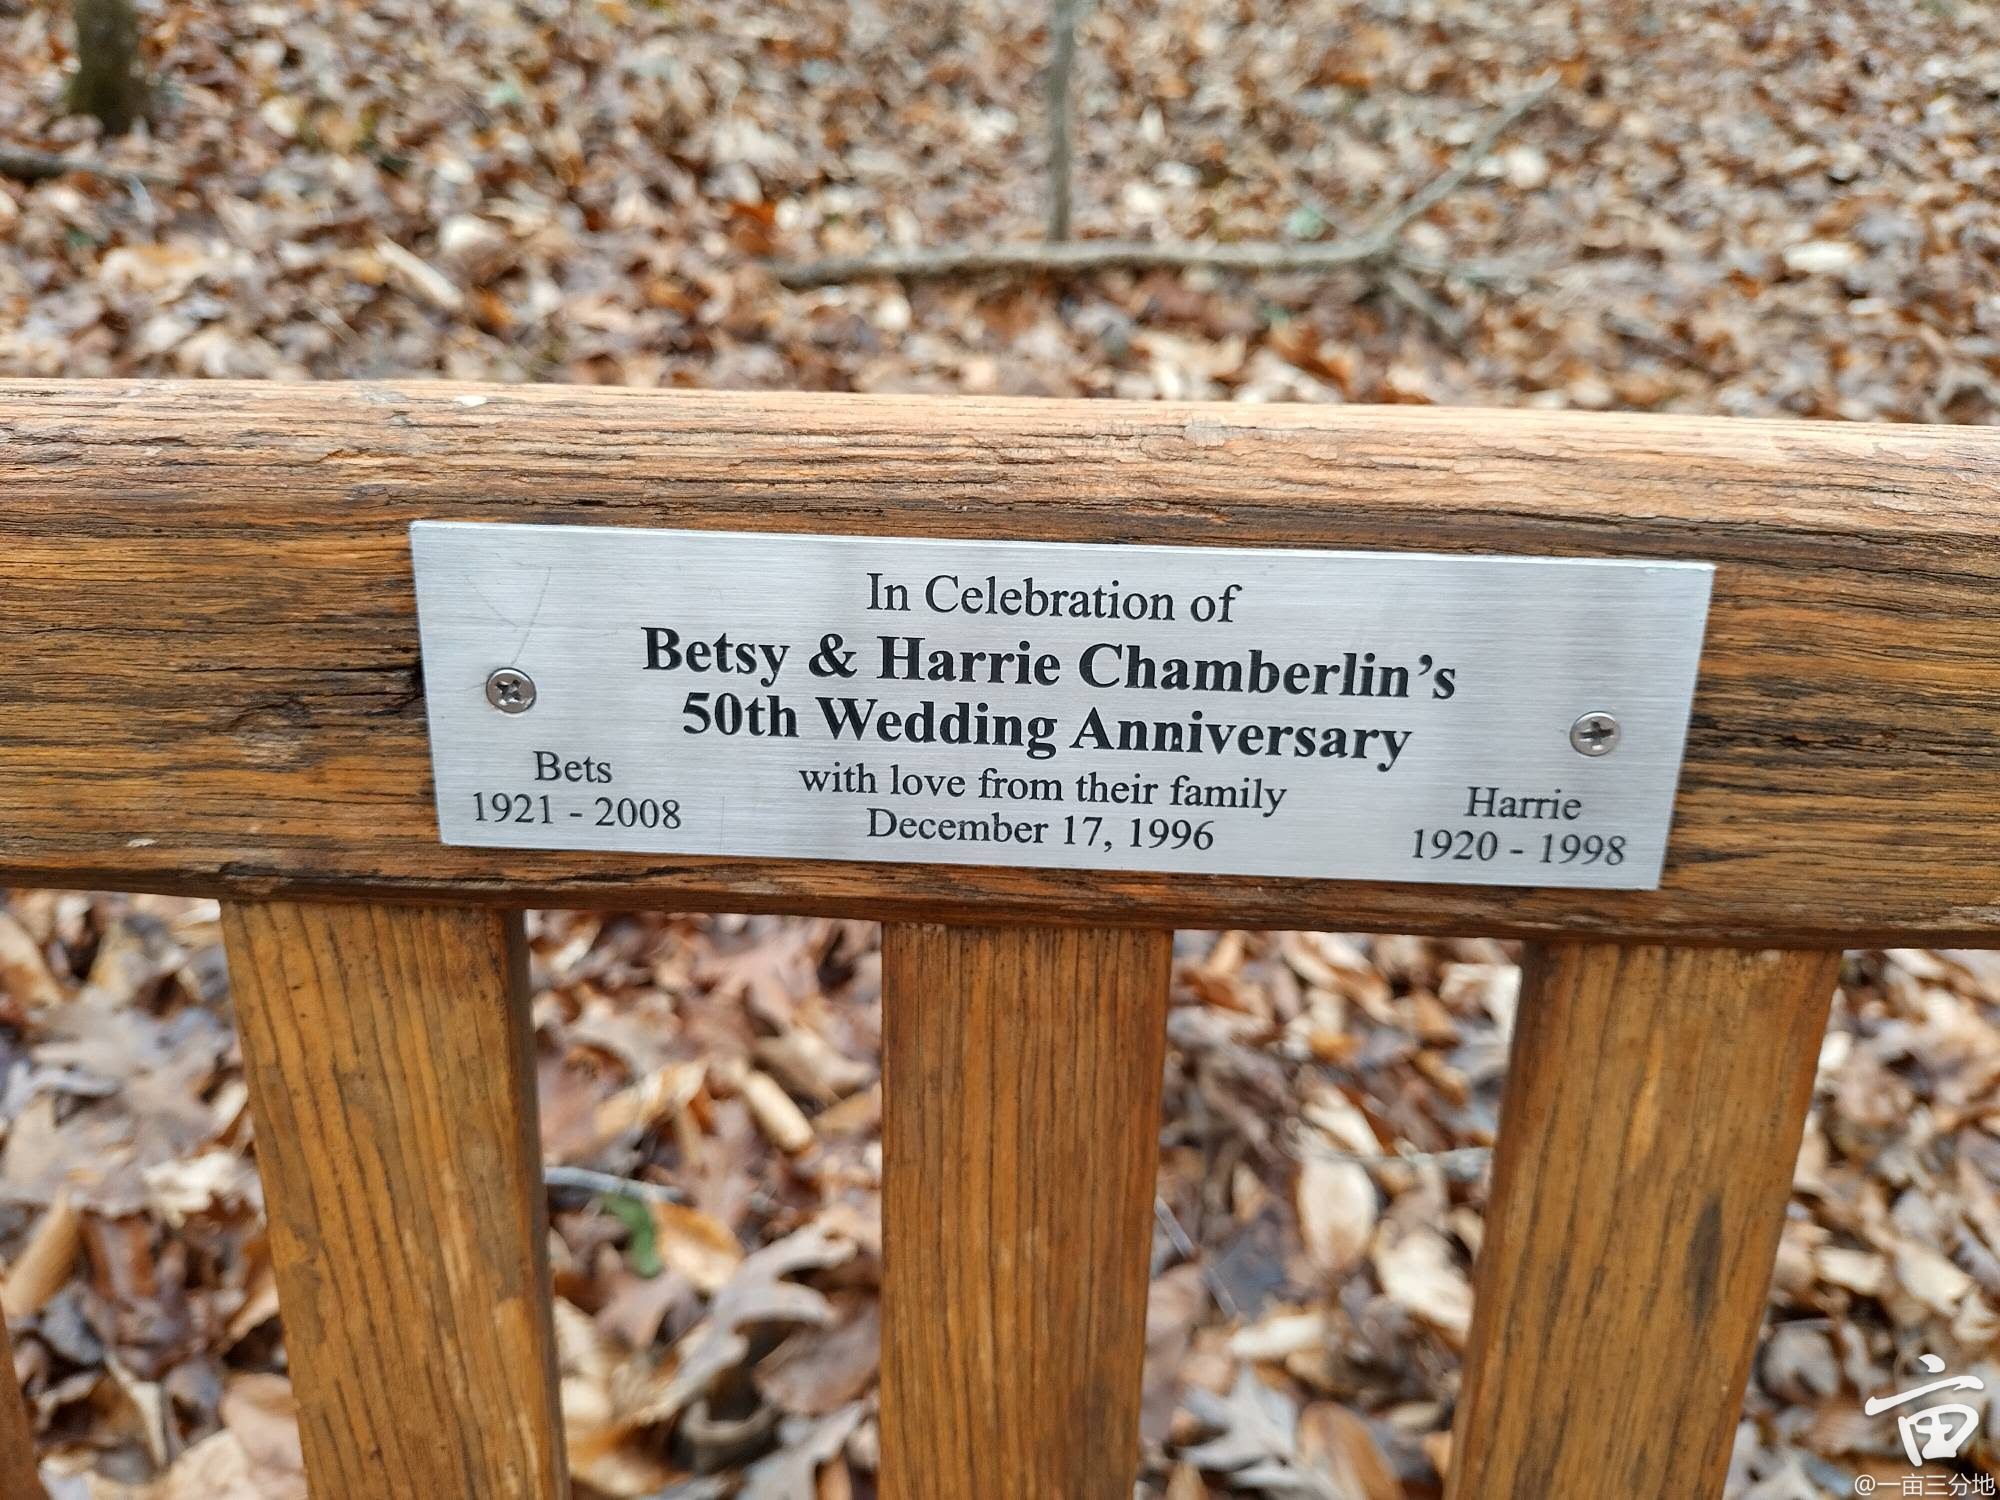 In Celebration of
Betsy & Harrie Chamberlin's
50th Wedding Anniversary
with love from their family
December 17, 1996
Bets
1921 - 2008
Harrie
1920 - 1998
亩
@一亩三分地